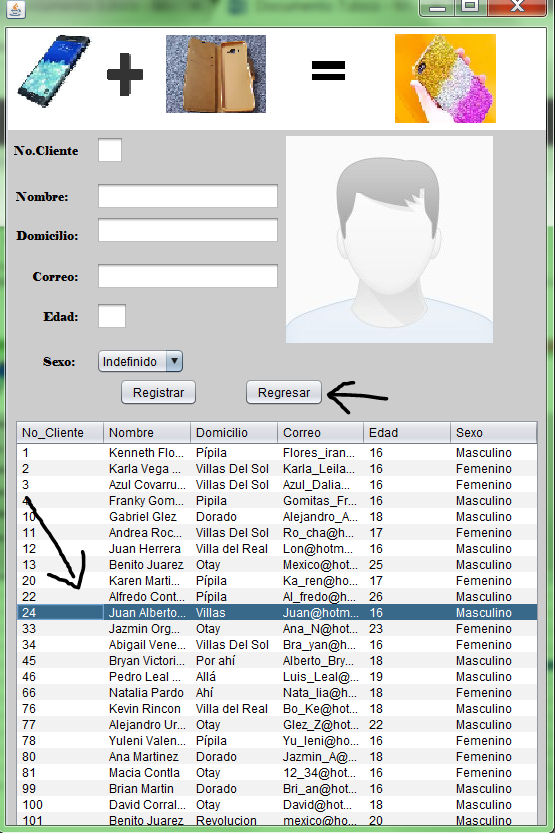 No.Cliente
Nombre:
Domicilio:
Correo:
Edad:
Sexo: Indefinido
Registrar Regresar
No_Cliente Nombre Domicilio Correo Edad Sexo
1 Kenneth Flo... Pípila Flores_iran... 16 Masculino
2 Karla Vega ... Villas Del Sol Karla_Leila... 16 Femenino
3 Azul Covarru... Villas Del Sol Azul_Dalia... 16 Femenino
4 Franky Gom... Pipila Gomitas_Fr... 16 Masculino
10 Gabriel Glez Dorado Alejandro_A... 18 Masculino
11 Andrea Roc... Villas Del Sol Ro_cha@h... 17 Femenino
12 Juan Herrera Villa del Real Lon@hotm... 16 Masculino
13 Benito Juarez Otay Mexico@hot... 25 Masculino
20 Karen Marti... Pípila Ka_ren@ho... 17 Femenino
22 Alfredo Cont... Pípila Al_fredo@h... 26 Masculino
24 Juan Alberto... Villas Juan@hotm... 16 Masculino
33 Jazmin Org... Otay Ana_N@hot... 23 Femenino
34 Abigail Vene... Villas Del Sol Bra_yan@h... 16 Femenino
45 Bryan Victori... Por ahí Alberto_Bry... 18 Masculino
46 Pedro Leal ... Allá Luis_Leal@... 19 Masculino
66 Natalia Pardo Ahí Nata_lia@h... 18 Femenino
76 Kevin Rincon Villa del Real Bo_Ke@hot... 18 Masculino
77 Alejandro Ur... Otay Glez_Z@hot... 22 Masculino
78 Yuleni Valen... Pípila Yu_leni@ho... 16 Femenino
80 Ana Martinez Dorado Jazmin_A@... 18 Femenino
81 Macia Contla Otay 12_34@hot... 16 Femenino
99 Brian Martin Dorado Bri_an@hot... 16 Masculino
100 David Corral... Otay David@hot... 18 Masculino
101 Benito Juarez Revolucion mexico@ho... 20 Masculino